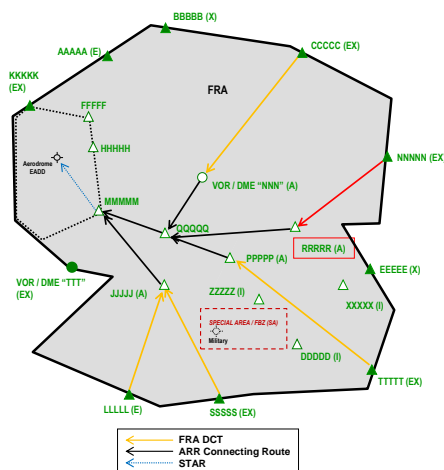 BBBBB (X)
CCCCC (EX)
AAAAA (E)
KKKKK
(EX)
FRA
FFFFF
HHHHH
Aerodrome
EADD
NNNNN (EX
VOR / DME “NNN” (A)
MMMMM
QQQQQ
RRRRR (A)
PPPPP (A)
VOR / DME “TTT”
(EX)
EEEEE (X)
JJJJJ (A)
ZZZZZ (I)
XXXXX (I)
SPECIAL AREA / FBZ (SA)
Military
DDDDD (I)
TTTTT (EX)
LLLLL (E)
SSSSS (EX)
FRA DCT
ARR Connecting Route
STAR